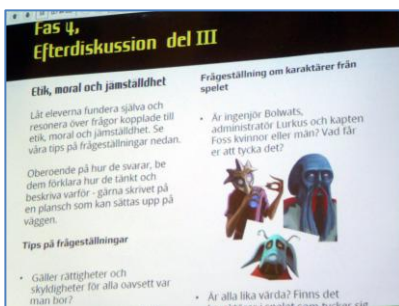 Fas 4,
Efterdiskussion del III
Etik, moral och jämställdhet
Låt eleverna fundera själva och
resonera över frågor kopplade till
etik, moral och jämställdhet. Se
våra tips på frågeställningar nedan.
Oberoende på hur de svarar, be
dem förklara hur de tänkt och
beskriva varför - gärna skrivet på
en plansch som kan sättas upp på
väggen.
Tips på frågeställningar
• Gäller rättigheter och
skyldigheter för alla oavsett var
man bor?
Frågeställning om karaktärer från
spelet
• Är ingenjör Bolwats,
administratör Lurkus och kapten
Foss kvinnor eller män? Vad får
er att tycka det?
• Är alla lika värda? Finns det